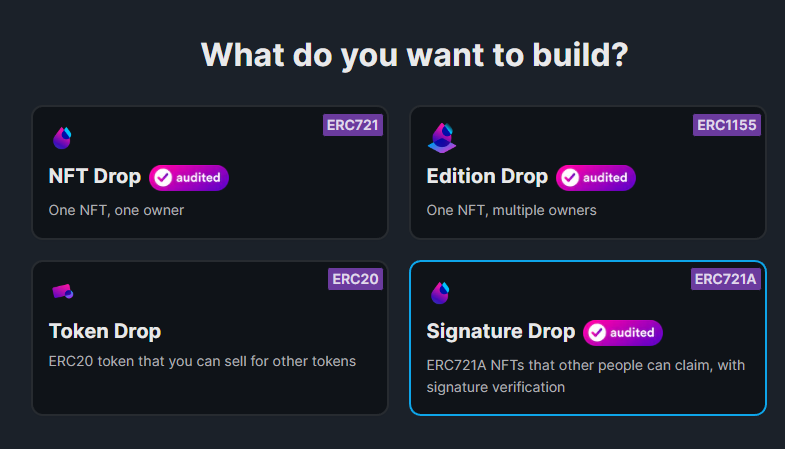 What do you want to build?
ERC721
NFT Drop audited
One NFT, one owner
ERC1155
Edition Drop audited
One NFT, multiple owners
ERC20
Token Drop
ERC20 token that you can sell for other tokens
ERC721A
Signature Drop audited
ERC721A NFTs that other people can claim, with
signature verification